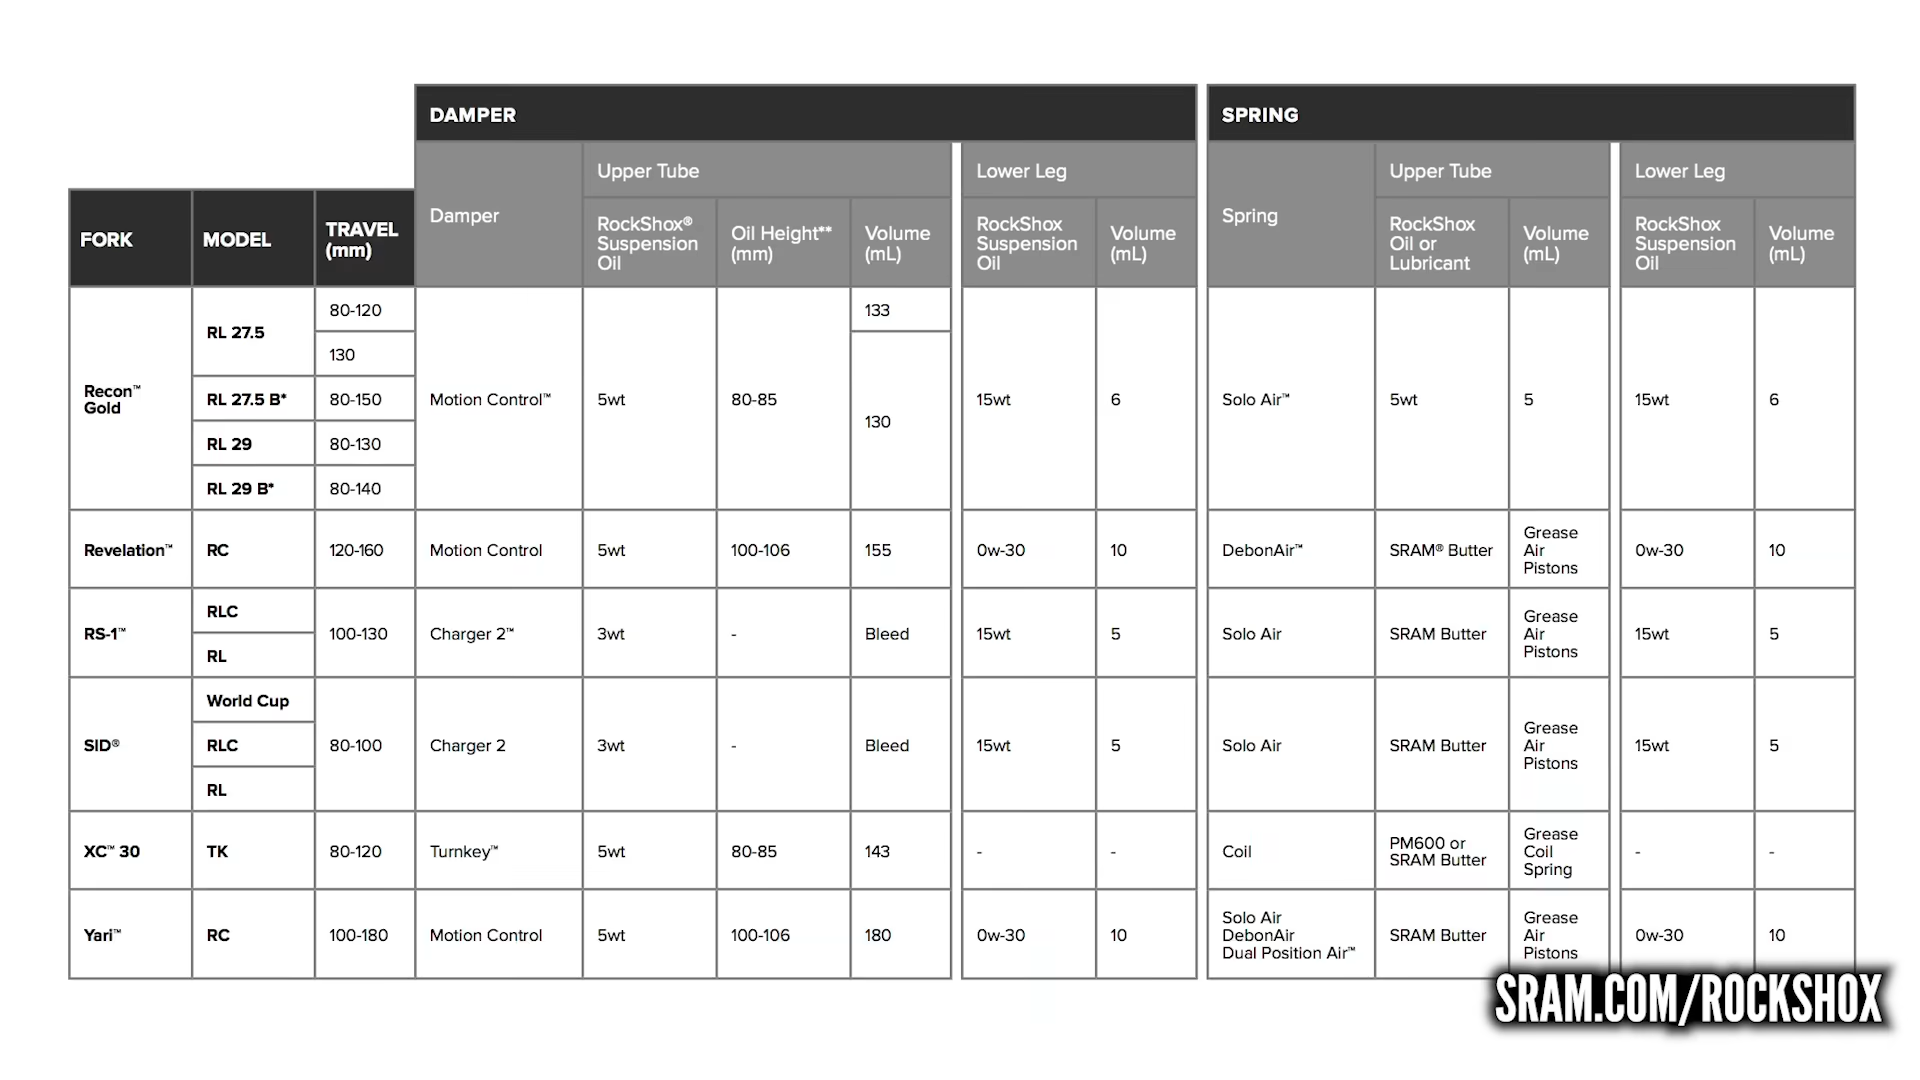 DAMPER
SPRING
Upper Tube
Lower Leg
Upper Tube
Lower Leg
FORK
MODEL
TRAVEL
(mm)
Damper
RockShox®
Suspension
Oil
Oil Height**
(mm)
Volume
(mL)
RockShox
Suspension
Oil
Volume
(mL)
Spring
RockShox
Oil or
Lubricant
Volume
(mL)
RockShox
Suspension
Oil
Volume
(mL)
Recon™
Gold
RL 27.5
80-120
130
RL 27.5 B*
80-150
RL 29
80-130
RL 29 B*
80-140
Motion Control™
5wt
80-85
133
130
15wt
6
Solo Air™
5wt
5
15wt
6
Revelation™
RC
120-160
Motion Control
5wt
100-106
155
0w-30
10
DebonAir™
SRAM® Butter
Grease
Air
Pistons
0w-30
10
RS-1™
RLC
RL
100-130
Charger 2™
3wt
-
Bleed
15wt
5
Solo Air
SRAM Butter
Grease
Air
Pistons
15wt
5
SID®
World Cup
RLC
RL
80-100
Charger 2
3wt
-
Bleed
15wt
5
Solo Air
SRAM Butter
Grease
Air
Pistons
15wt
5
XC™ 30
TK
80-120
Turnkey™
5wt
80-85
143
-
-
Coil
PM600 or
SRAM Butter
Grease
Coil
Spring
-
-
Yari™
RC
100-180
Motion Control
5wt
100-106
180
0w-30
10
Solo Air
DebonAir
Dual Position Air™
SRAM Butter
Grease
Air
Pistons
0w-30
10
SRAM.COM/ROCKSHOX